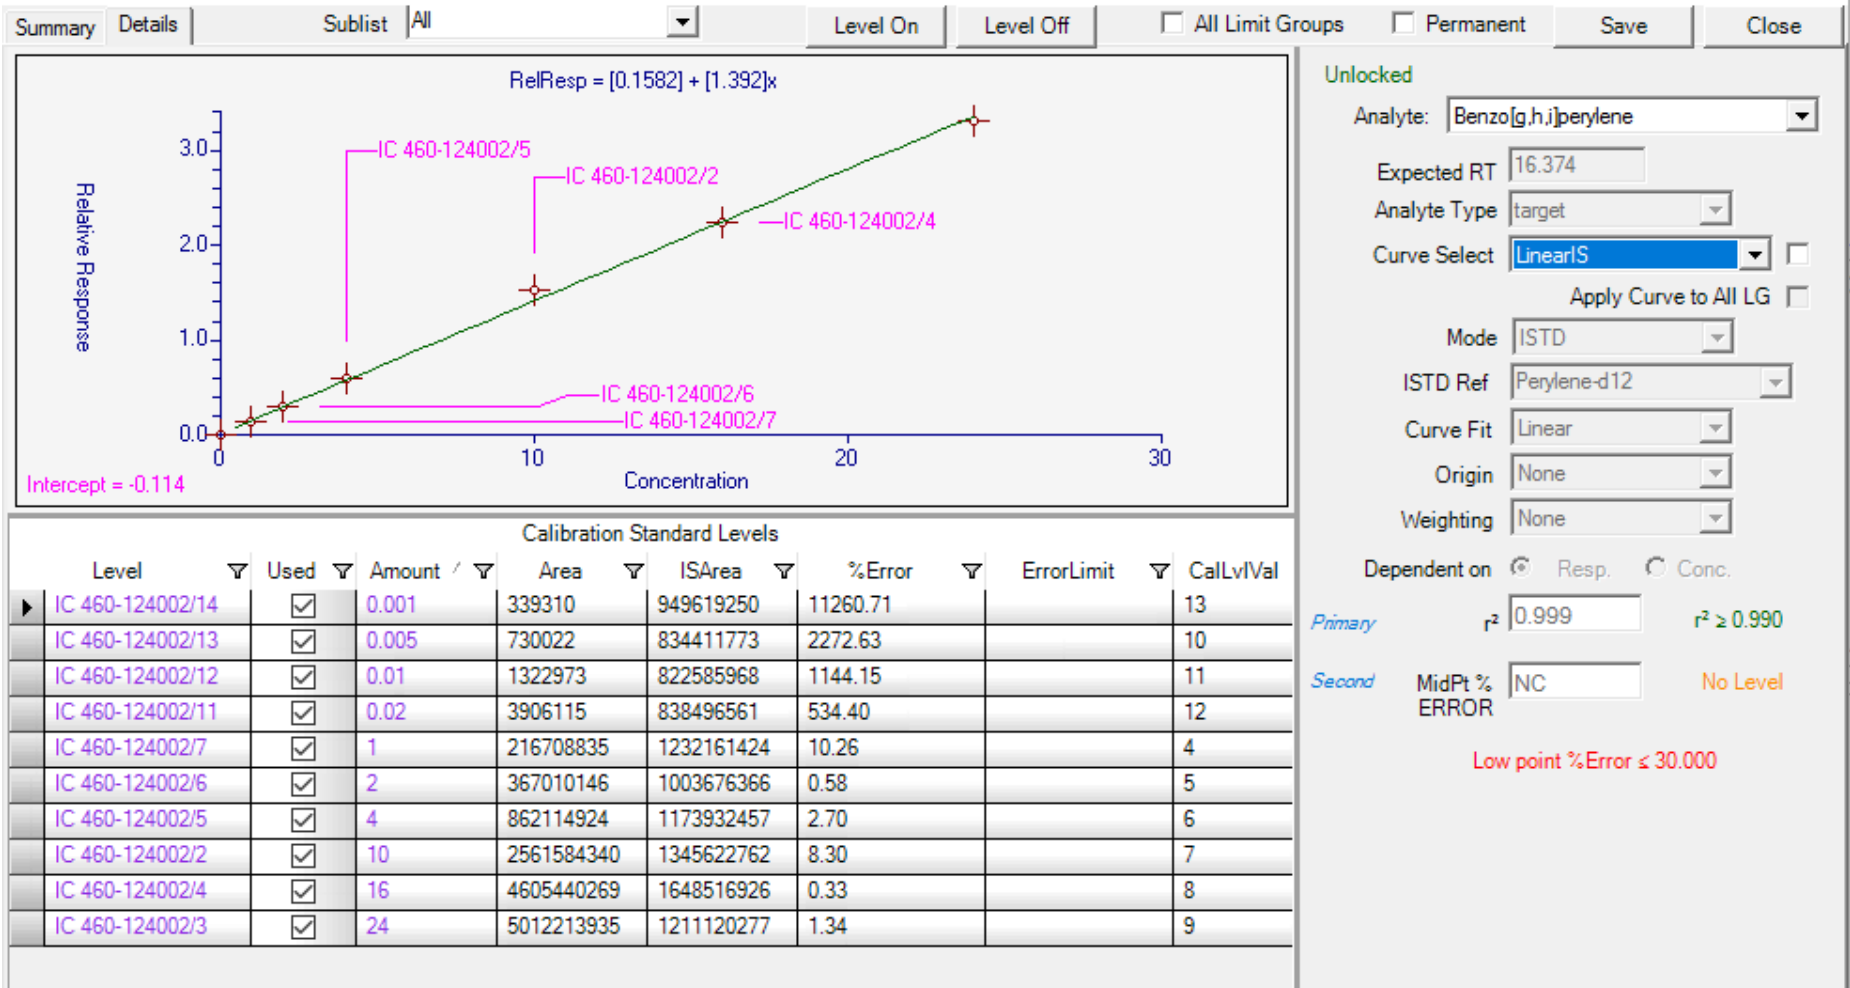 Summary Details Sublist All Level On Level Off All Limit Groups Permanent Save Close
RelResp = [0.1582] + [1.392]x
Relative Response
3.0
2.0
1.0
0.0
0 10 20 30
Concentration
IC 460-124002/5
IC 460-124002/2
IC 460-124002/4
IC 460-124002/6
IC 460-124002/7
Intercept = -0.114
Unlocked
Analyte: Benzo[g,h,i]perylene
Expected RT 16.374
Analyte Type target
Curve Select LinearIS
Apply Curve to All LG
Mode ISTD
ISTD Ref Perylene-d12
Curve Fit Linear
Origin None
Weighting None
Dependent on Resp. Conc.
Primary r² 0.999 r² ≥ 0.990
Second MidPt % ERROR NC No Level
Low point %Error ≤ 30.000
Calibration Standard Levels
Level Used Amount Area ISArea %Error ErrorLimit CalLvlVal
IC 460-124002/14 0.001 339310 949619250 11260.71 13
IC 460-124002/13 0.005 730022 834411773 2272.63 10
IC 460-124002/12 0.01 1322973 822585968 1144.15 11
IC 460-124002/11 0.02 3906115 838496561 534.40 12
IC 460-124002/7 1 216708835 1232161424 10.26 4
IC 460-124002/6 2 367010146 1003676366 0.58 5
IC 460-124002/5 4 862114924 1173932457 2.70 6
IC 460-124002/2 10 2561584340 1345622762 8.30 7
IC 460-124002/4 16 4605440269 1648516926 0.33 8
IC 460-124002/3 24 5012213935 1211120277 1.34 9